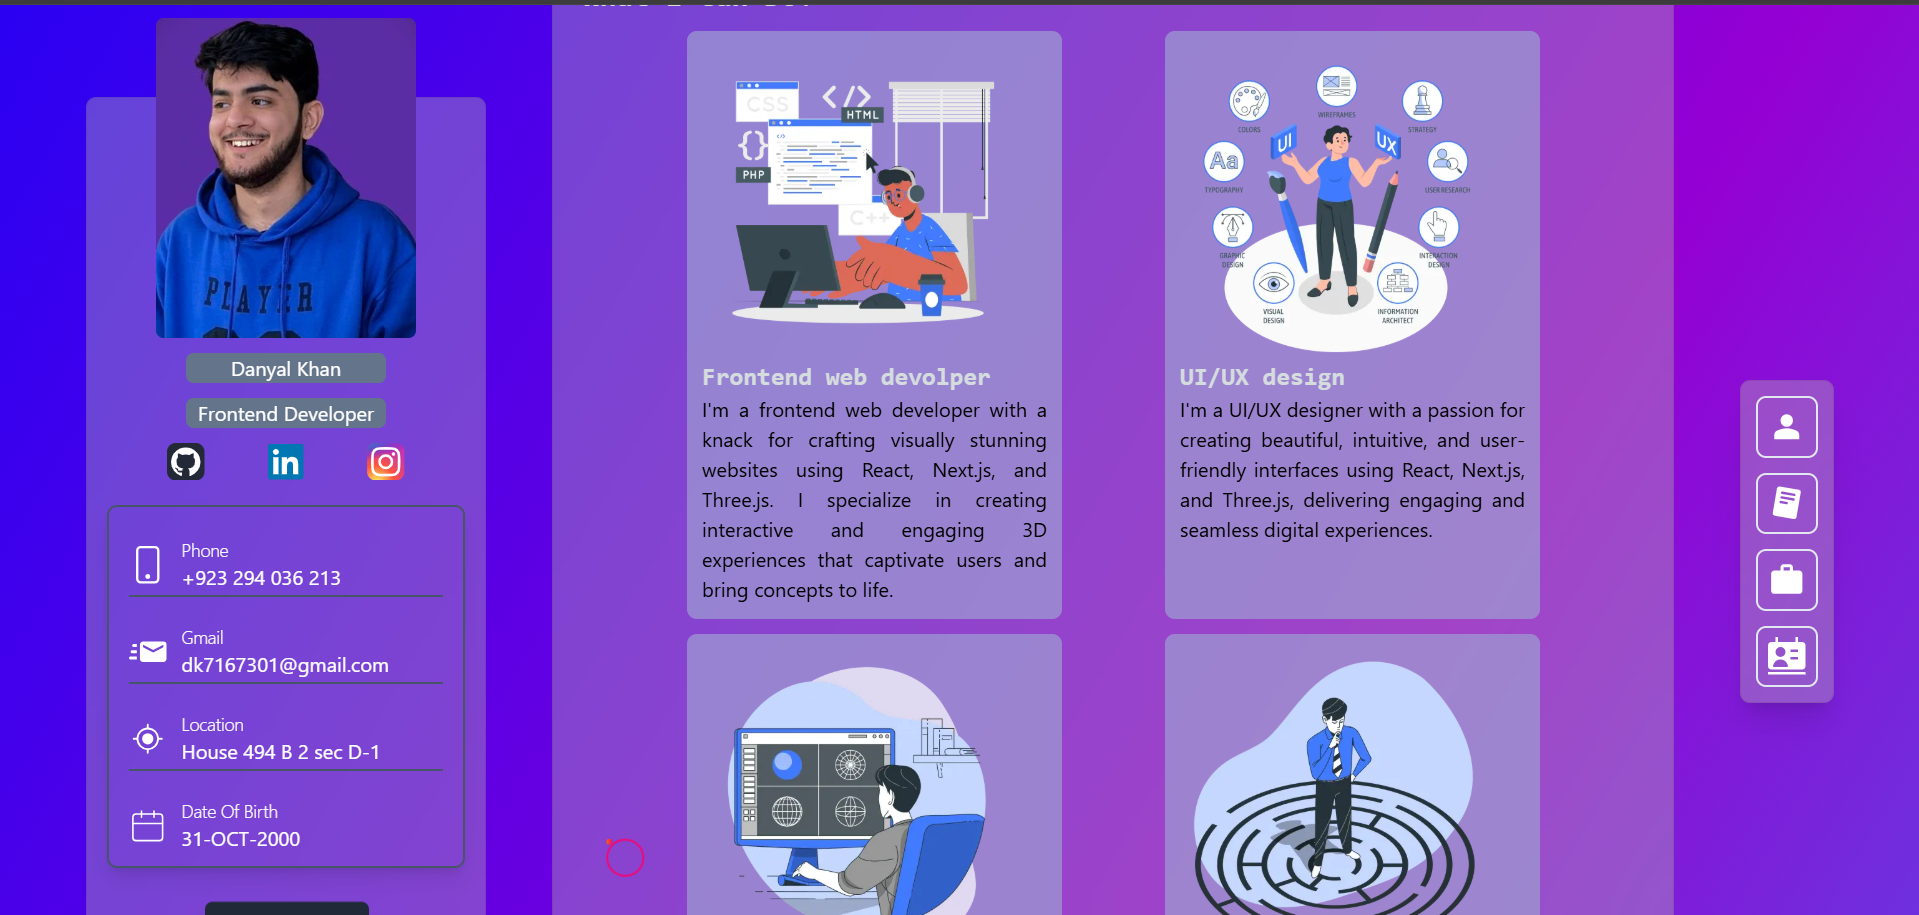 PLAYER
Danyal Khan
Frontend Developer
in
Phone
+923 294 036 213
Gmail
dk7167301@gmail.com
Location
House 494 B 2 sec D-1
Date Of Birth
31-OCT-2000
CSS
</>
HTML
{}
PHP
C++
Frontend web devolper
I'm a frontend web developer with a
knack for crafting visually stunning
websites using React, Next.js, and
Three.js. I specialize in creating
interactive and engaging 3D
experiences that captivate users and
bring concepts to life.
WIREFRAMES
COLORS
STRATEGY
UI
UX
Aa
TYPOGRAPHY
USER RESEARCH
GRAPHIC
DESIGN
INTERACTION
DESIGN
VISUAL
DESIGN
INFORMATION
ARCHITECT
UI/UX design
I'm a UI/UX designer with a passion for
creating beautiful, intuitive, and user-
friendly interfaces using React, Next.js,
and Three.js, delivering engaging and
seamless digital experiences.